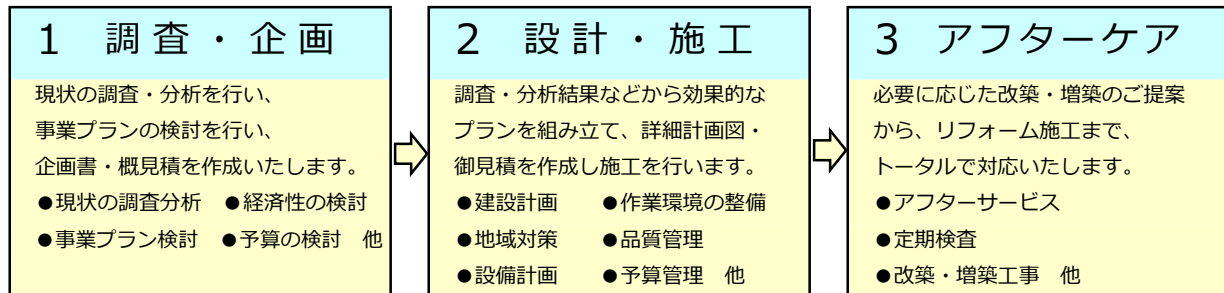 1 調査・企画
現状の調査・分析を行い、
事業プランの検討を行い、
企画書・概見積を作成いたします。
●現状の調査分析 ●経済性の検討
●事業プラン検討 ●予算の検討 他
2 設計・施工
調査・分析結果などから効果的な
プランを組み立て、詳細計画図・
御見積を作成し施工を行います。
●建設計画 ●作業環境の整備
●地域対策 ●品質管理
●設備計画 ●予算管理 他
3 アフターケア
必要に応じた改築・増築のご提案
から、リフォーム施工まで、
トータルで対応いたします。
●アフターサービス
●定期検査
●改築・増築工事 他